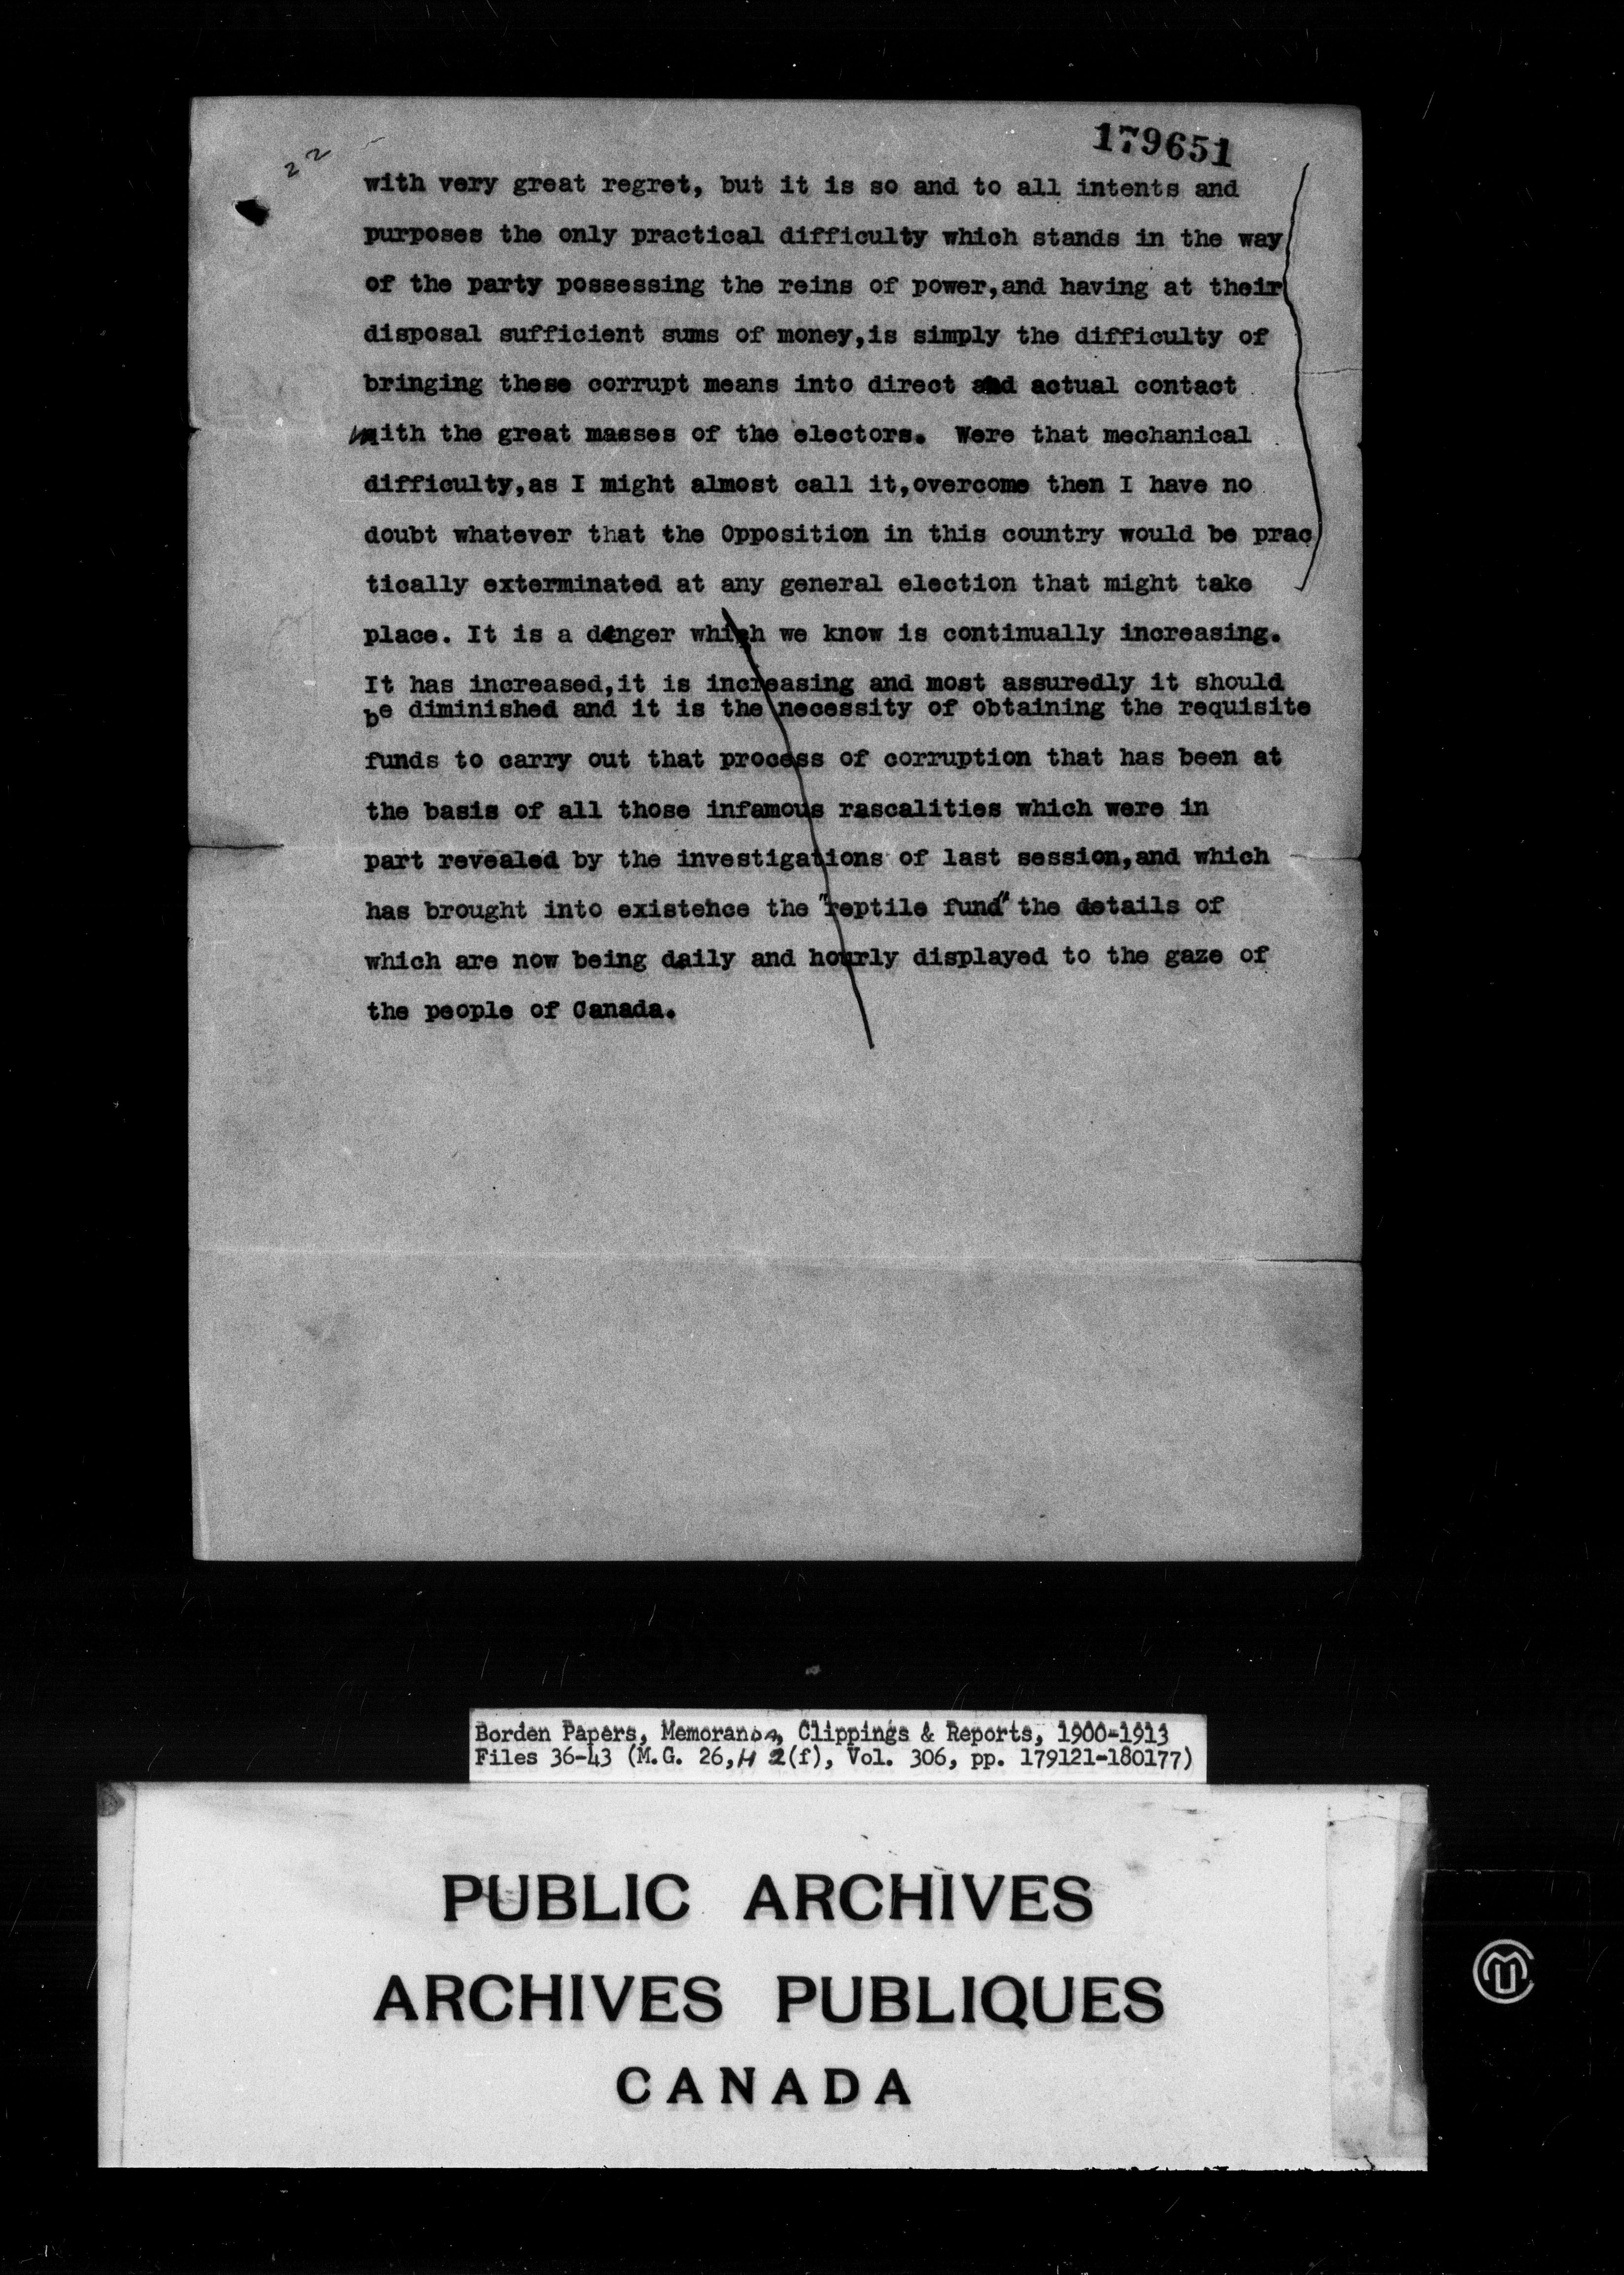 179651
22
with very great regret, but it is so and to all intents and
purposes the only practical difficulty which stands in the way
of the party possessing the reins of power,and having at their
disposal sufficient sums of money,is simply the difficulty of
bringing these corrupt means into direct and actual contact
with the great masses of the electors. Were that mechanical
difficulty,as I might almost call it,overcome then I have no
doubt whatever that the Opposition in this country would be prac
tically exterminated at any general election that might take
place. It is a danger which we know is continually increasing.
It has increased,it is increasing and most assuredly it should
be diminished and it is the necessity of obtaining the requisite
funds to carry out that process of corruption that has been at
the basis of all those infamous rascalities which were in
part revealed by the investigations of last session,and which
has brought into existence the "reptile fund" the details of
which are now being daily and hourly displayed to the gaze of
the people of Canada.
Borden Papers, Memoranda, Clippings & Reports, 1900-1913
Files 36-43 (M.G. 26, H 2(f), Vol. 306, pp. 179121-180177)
PUBLIC ARCHIVES
ARCHIVES PUBLIQUES
CANADA